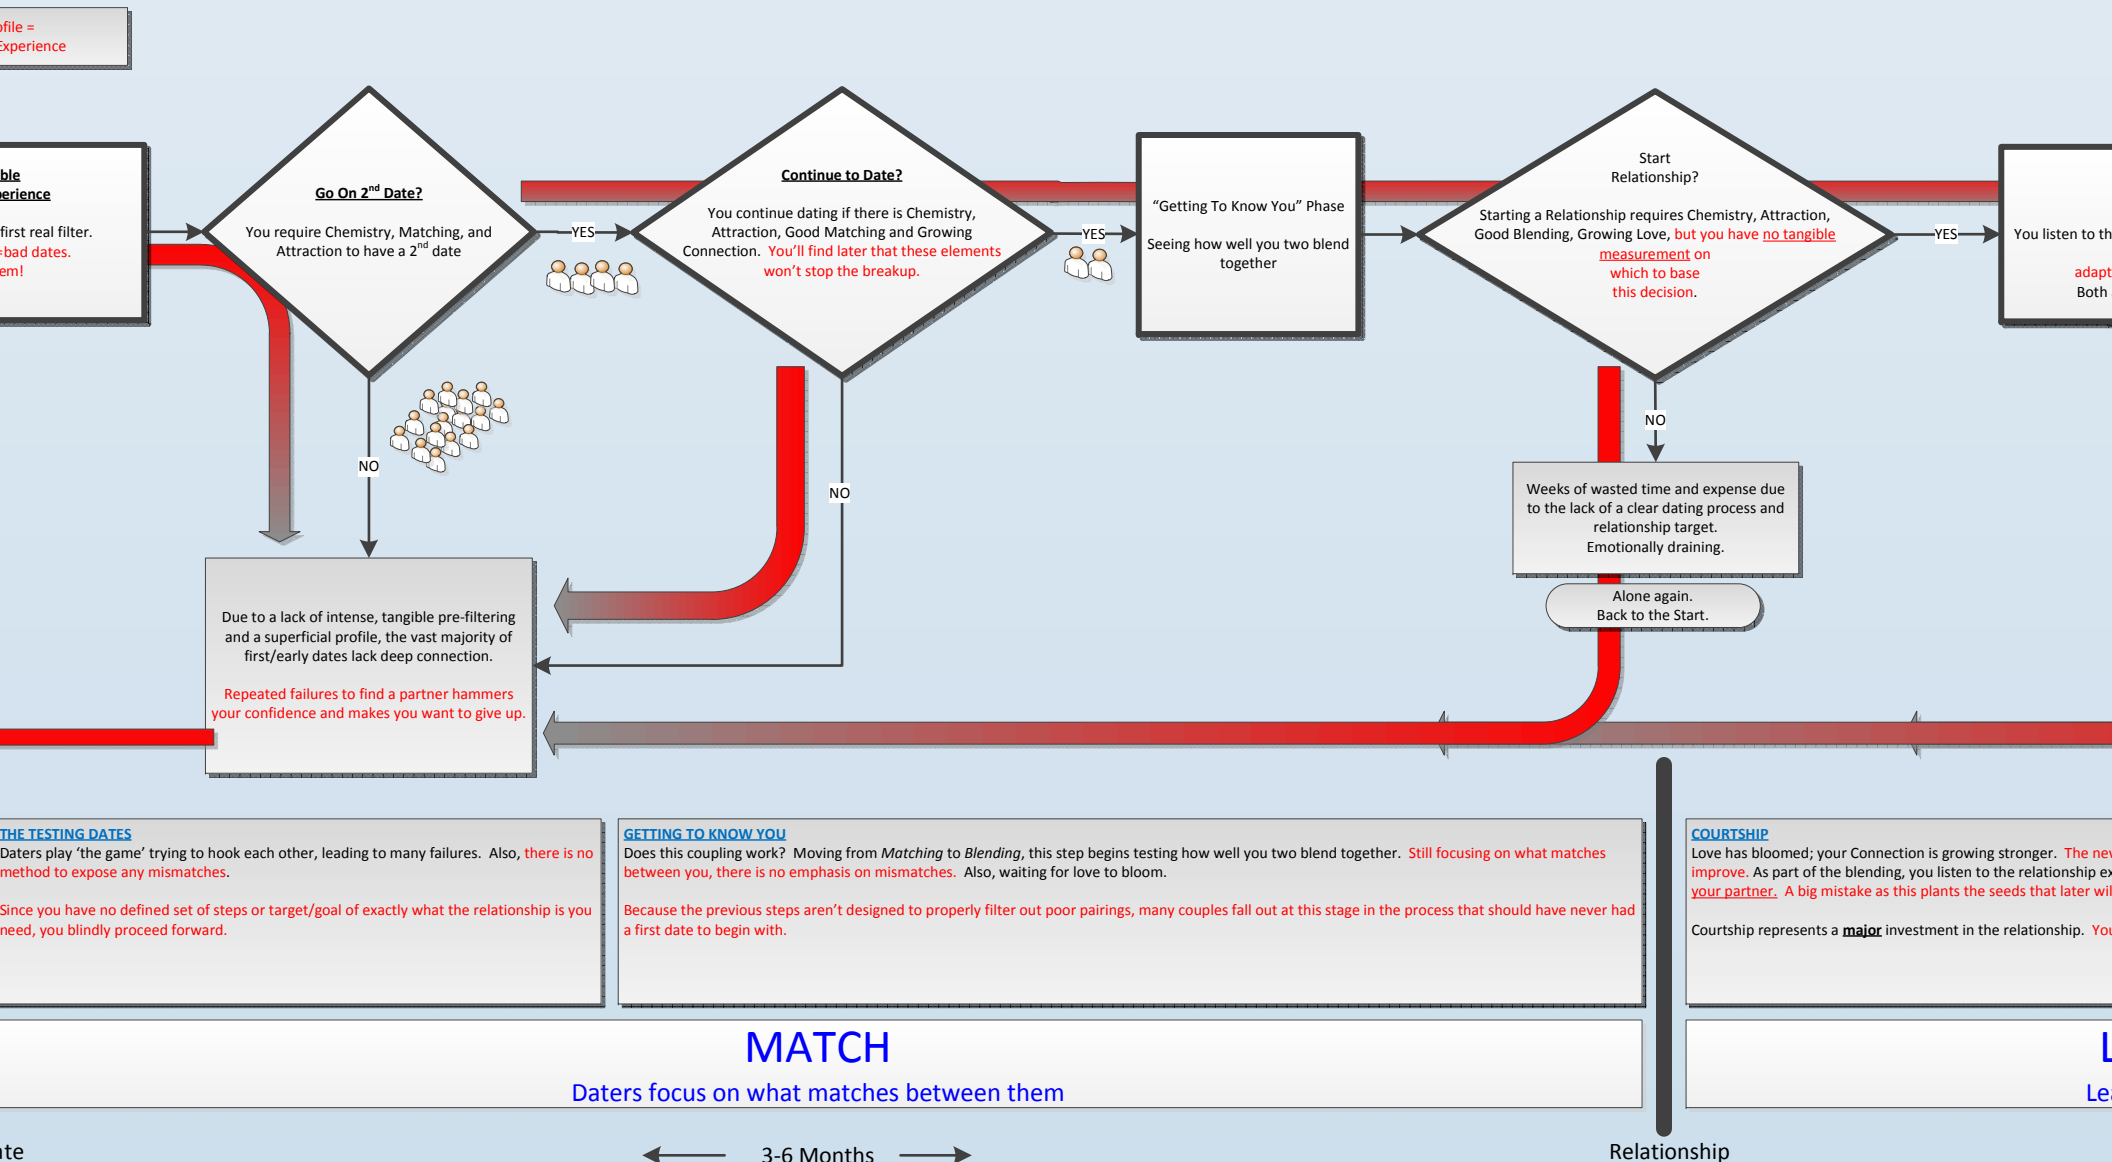 ofile =
Experience
ble
perience
first real filter.
=bad dates.
em!
Go On 2nd Date?
You require Chemistry, Matching, and
Attraction to have a 2nd date
YES
NO
Continue to Date?
You continue dating if there is Chemistry,
Attraction, Good Matching and Growing
Connection. You'll find later that these elements
won't stop the breakup.
YES
NO
“Getting To Know You” Phase
Seeing how well you two blend
together
Start
Relationship?
Starting a Relationship requires Chemistry, Attraction,
Good Blending, Growing Love, but you have no tangible
measurement on
which to base
this decision.
YES
NO
You listen to th
adapt
Both
Weeks of wasted time and expense due
to the lack of a clear dating process and
relationship target.
Emotionally draining.
Alone again.
Back to the Start.
Due to a lack of intense, tangible pre-filtering
and a superficial profile, the vast majority of
first/early dates lack deep connection.
Repeated failures to find a partner hammers
your confidence and makes you want to give up.
THE TESTING DATES
Daters play ‘the game’ trying to hook each other, leading to many failures. Also, there is no
method to expose any mismatches.
Since you have no defined set of steps or target/goal of exactly what the relationship is you
need, you blindly proceed forward.
GETTING TO KNOW YOU
Does this coupling work? Moving from Matching to Blending, this step begins testing how well you two blend together. Still focusing on what matches
between you, there is no emphasis on mismatches. Also, waiting for love to bloom.
Because the previous steps aren't designed to properly filter out poor pairings, many couples fall out at this stage in the process that should have never had
a first date to begin with.
COURTSHIP
Love has bloomed; your Connection is growing stronger. The nev
improve. As part of the blending, you listen to the relationship ex
your partner. A big mistake as this plants the seeds that later wil
Courtship represents a major investment in the relationship. You
MATCH
Daters focus on what matches between them
L
Lea
ate
3-6 Months
Relationship